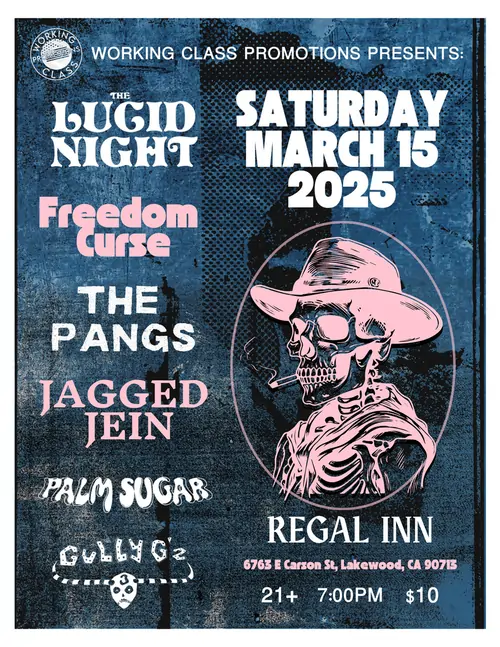 WORKING CLASS
WORKING CLASS PROMOTIONS PRESENTS:
THE
LUCID
NIGHT
SATURDAY
MARCH 15
2025
Freedom
Curse
THE
PANGS
JAGGED
JEIN
PALM SUGAR
GULLY G'z
3
REGAL INN
6763 E Carson St, Lakewood, CA 90713
21+ 7:00PM $10